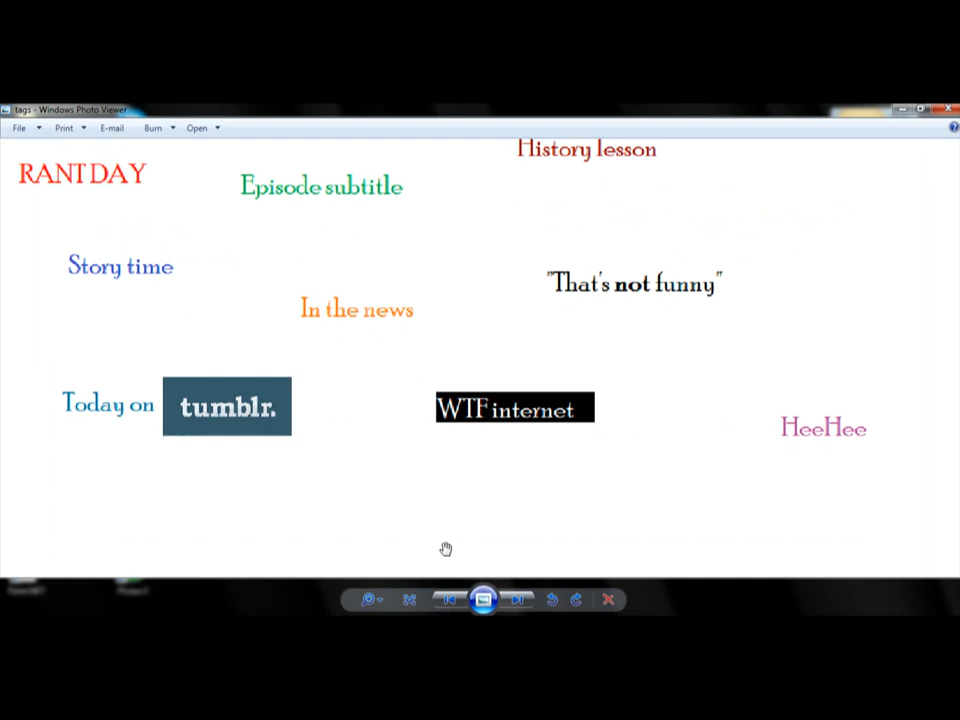 tags - Windows Photo Viewer
File Print E-mail Burn Open
History lesson
RANT DAY
Episode subtitle
Story time
"That's not funny"
In the news
Today on tumblr.
WTF internet
HeeHee